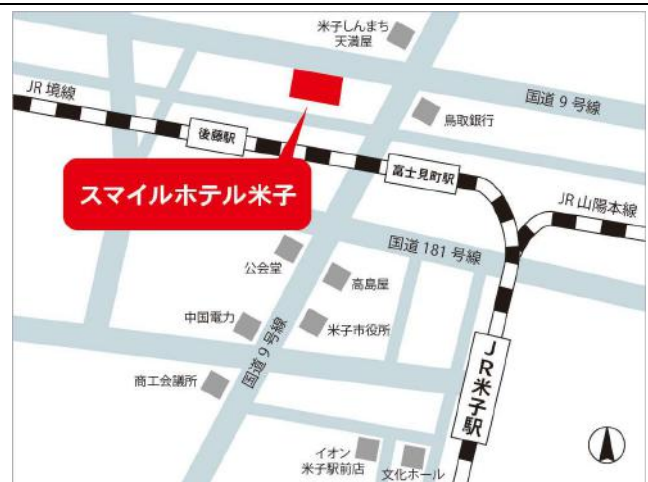 米子しんまち
天満屋
JR 境線
国道 9 号線
鳥取銀行
後藤駅
富士見町駅
スマイルホテル米子
JR 山陽本線
国道 181 号線
公会堂
高島屋
中国電力
米子市役所
国道 9 号線
JR米子駅
商工会議所
イオン
米子駅前店
文化ホール